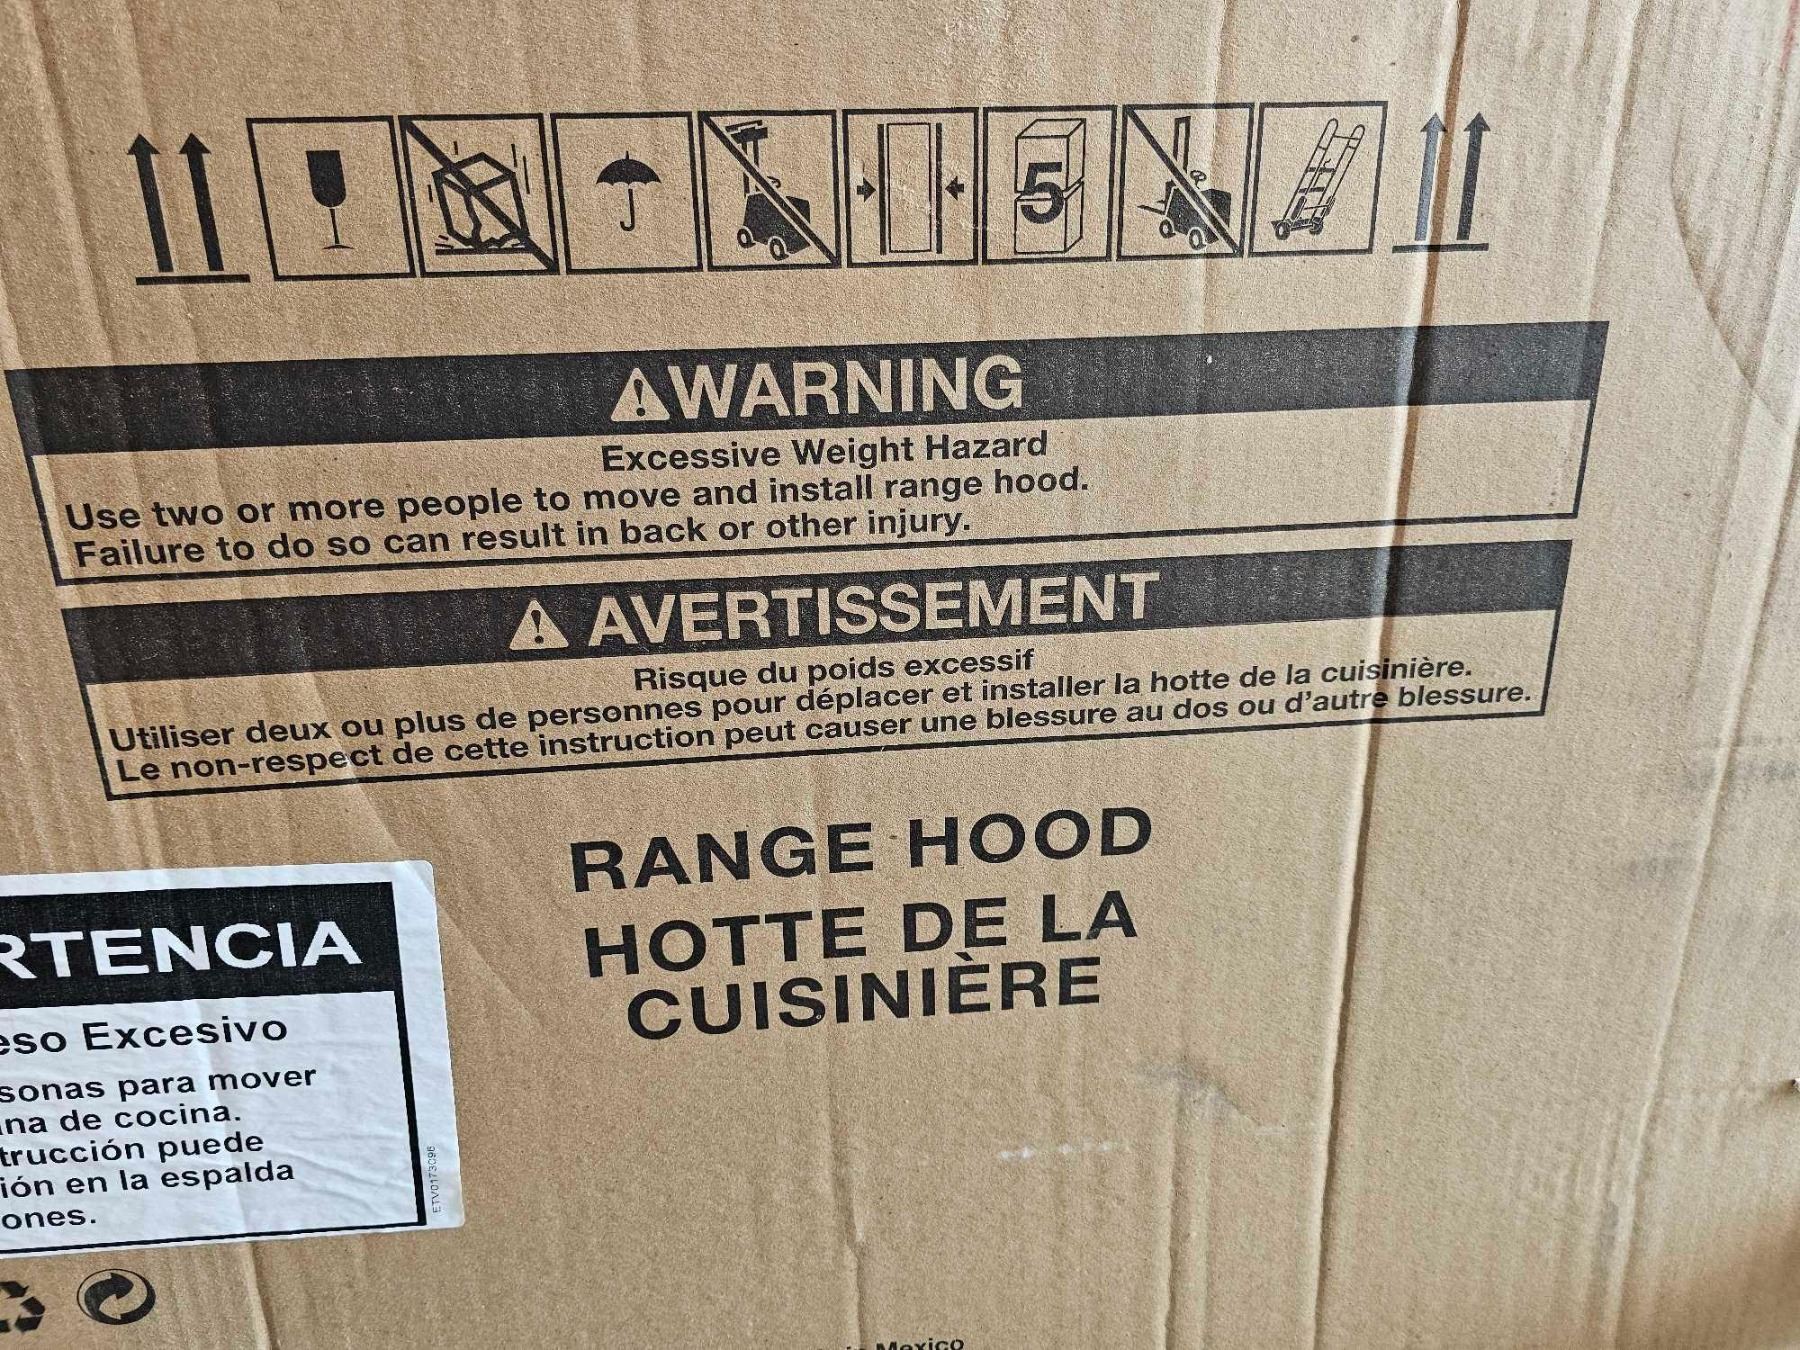 5
WARNING
Excessive Weight Hazard
Use two or more people to move and install range hood.
Failure to do so can result in back or other injury.
AVERTISSEMENT
Risque du poids excessif
Utiliser deux ou plus de personnes pour déplacer et installer la hotte de la cuisinière.
Le non-respect de cette instruction peut causer une blessure au dos ou d'autre blessure.
RANGE HOOD
HOTTE DE LA
CUISINIÈRE
RTENCIA
eso Excesivo
sonas para mover
na de cocina.
trucción puede
ión en la espalda
ones.
Mexico